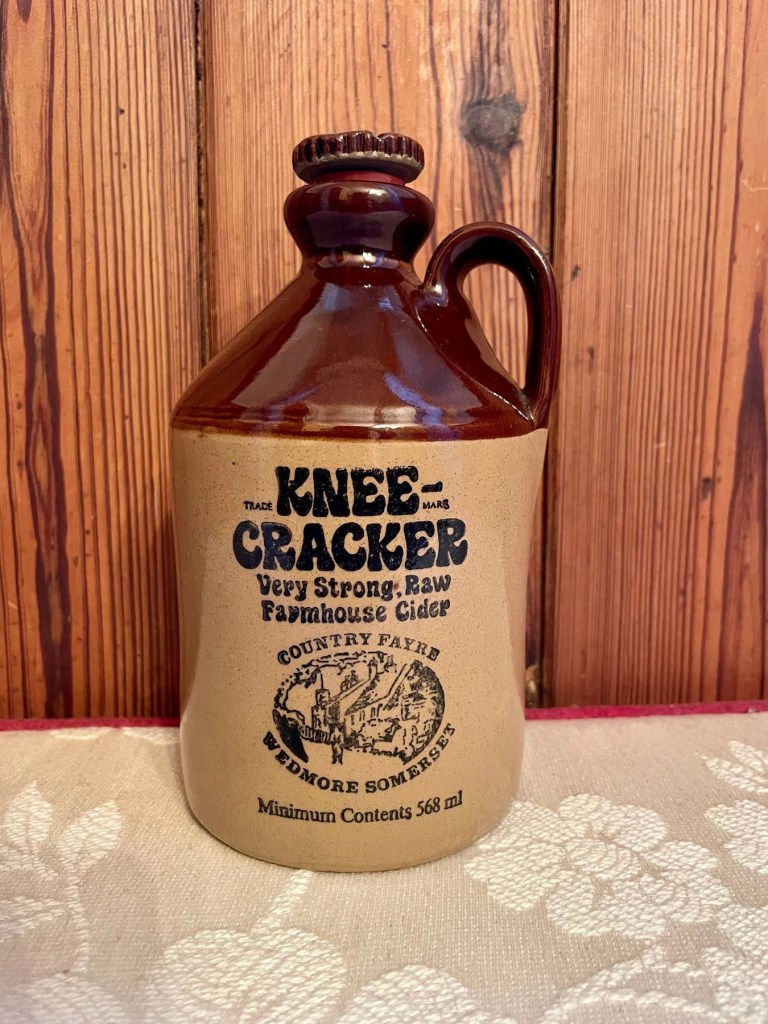 KNEE-
TRADE MARK
CRACKER
Very Strong, Raw
Farmhouse Cider
COUNTRY FAYRE
WEDMORE SOMERSET
Minimum Contents 568 ml